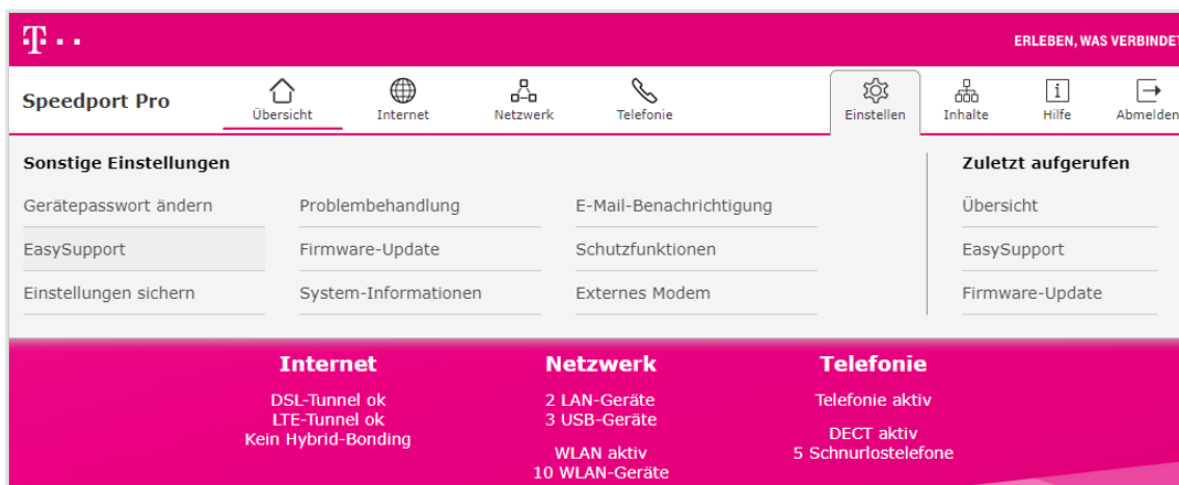 T
ERLEBEN, WAS VERBINDET
Speedport Pro
Übersicht
Internet
Netzwerk
Telefonie
Einstellen
Inhalte
Hilfe
Abmelden
Sonstige Einstellungen
Gerätepasswort ändern
EasySupport
Einstellungen sichern
Problembehandlung
Firmware-Update
System-Informationen
E-Mail-Benachrichtigung
Schutzfunktionen
Externes Modem
Zuletzt aufgerufen
Übersicht
EasySupport
Firmware-Update
Internet
DSL-Tunnel ok
LTE-Tunnel ok
Kein Hybrid-Bonding
Netzwerk
2 LAN-Geräte
3 USB-Geräte
WLAN aktiv
10 WLAN-Geräte
Telefonie
Telefonie aktiv
DECT aktiv
5 Schnurlostelefone